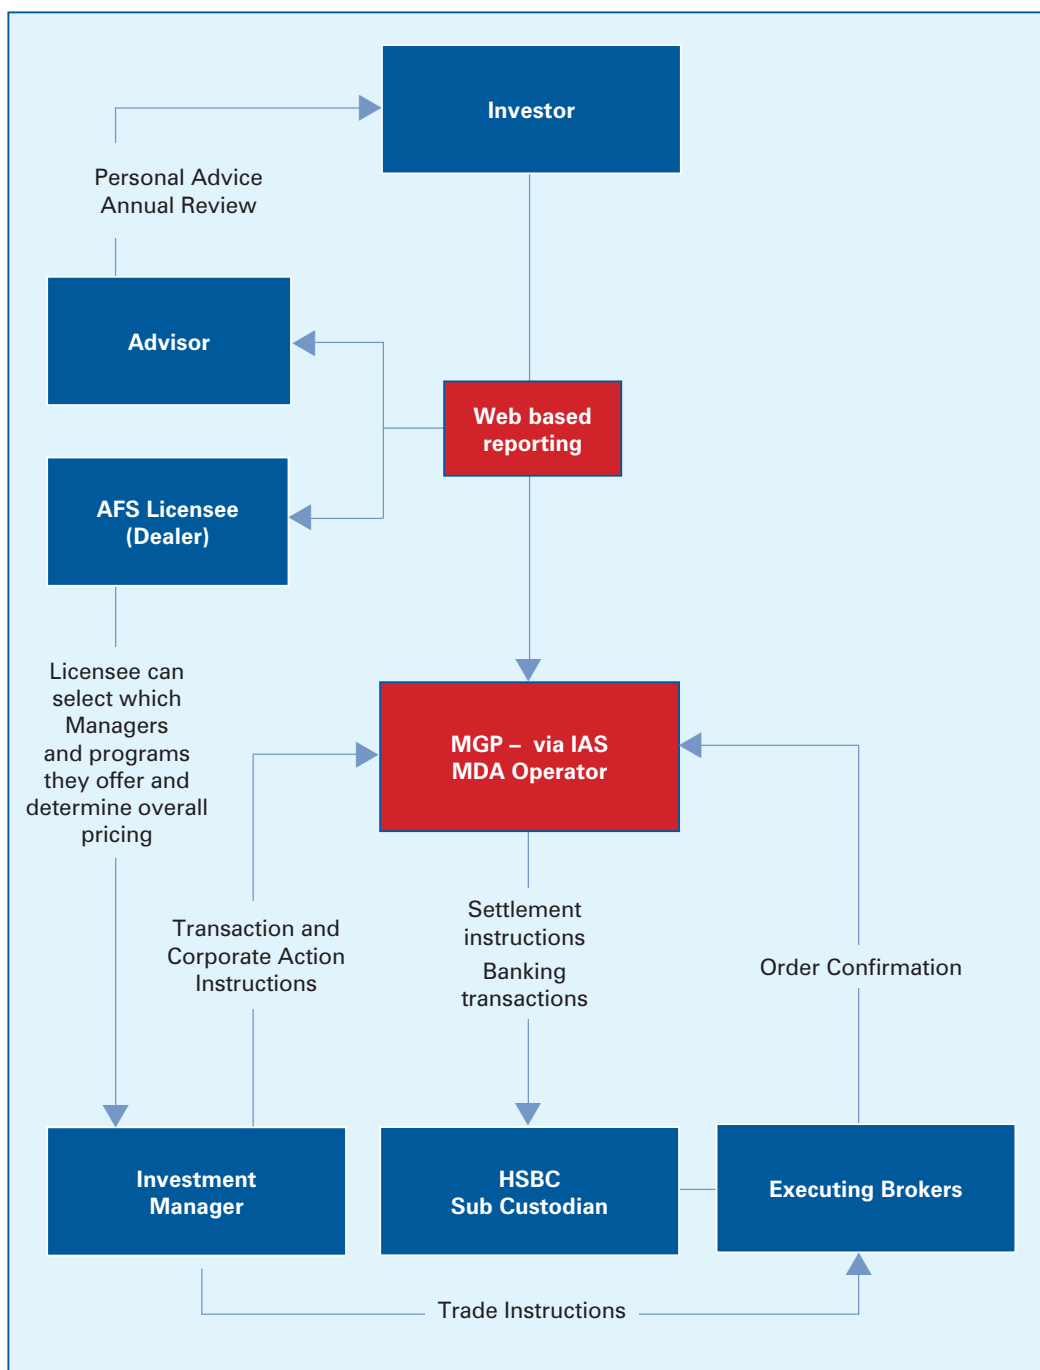 Investor
Personal Advice
Annual Review
Advisor
Web based
reporting
AFS Licensee
(Dealer)
Licensee can
select which
Managers
and programs
they offer and
determine overall
pricing
MGP – via IAS
MDA Operator
Transaction and
Corporate Action
Instructions
Settlement
instructions
Banking
transactions
Order Confirmation
Investment
Manager
HSBC
Sub Custodian
Executing Brokers
Trade Instructions